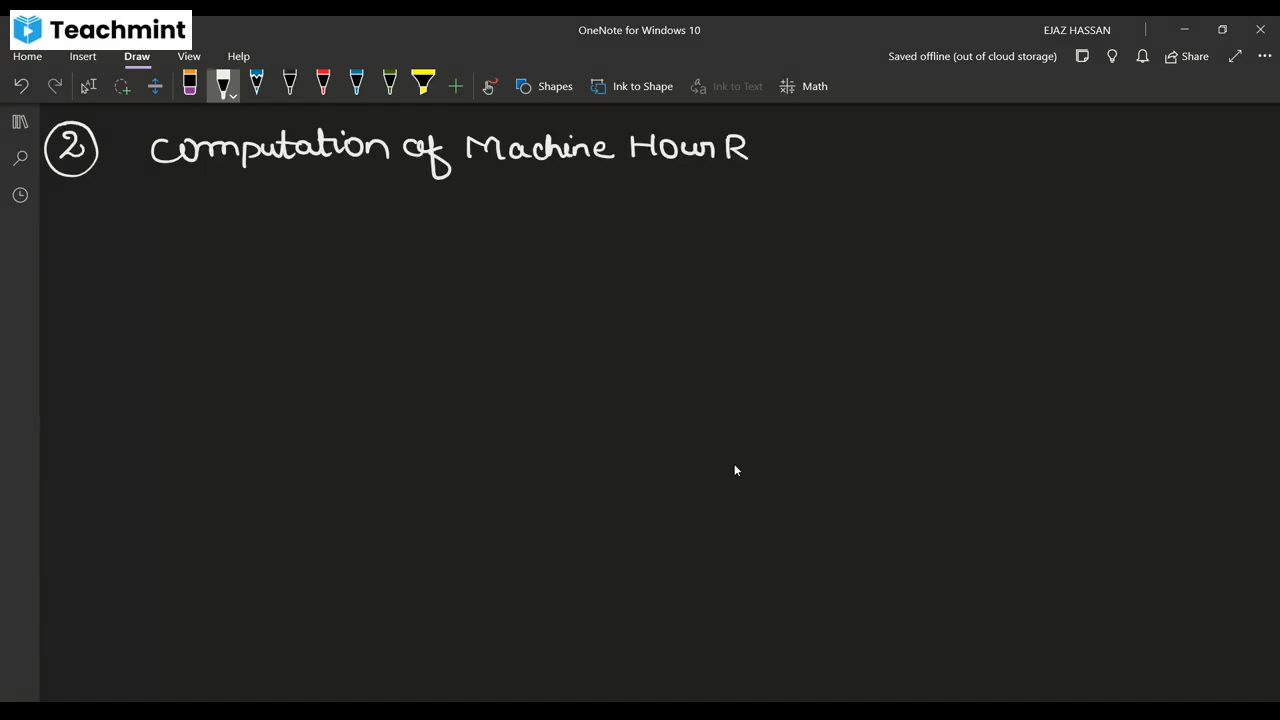 Teachmint
OneNote for Windows 10
EJAZ HASSAN
Home Insert Draw View Help
Saved offline (out of cloud storage)
Share
Shapes
Ink to Shape
Ink to Text
Math
2 Computation of Machine Hour R